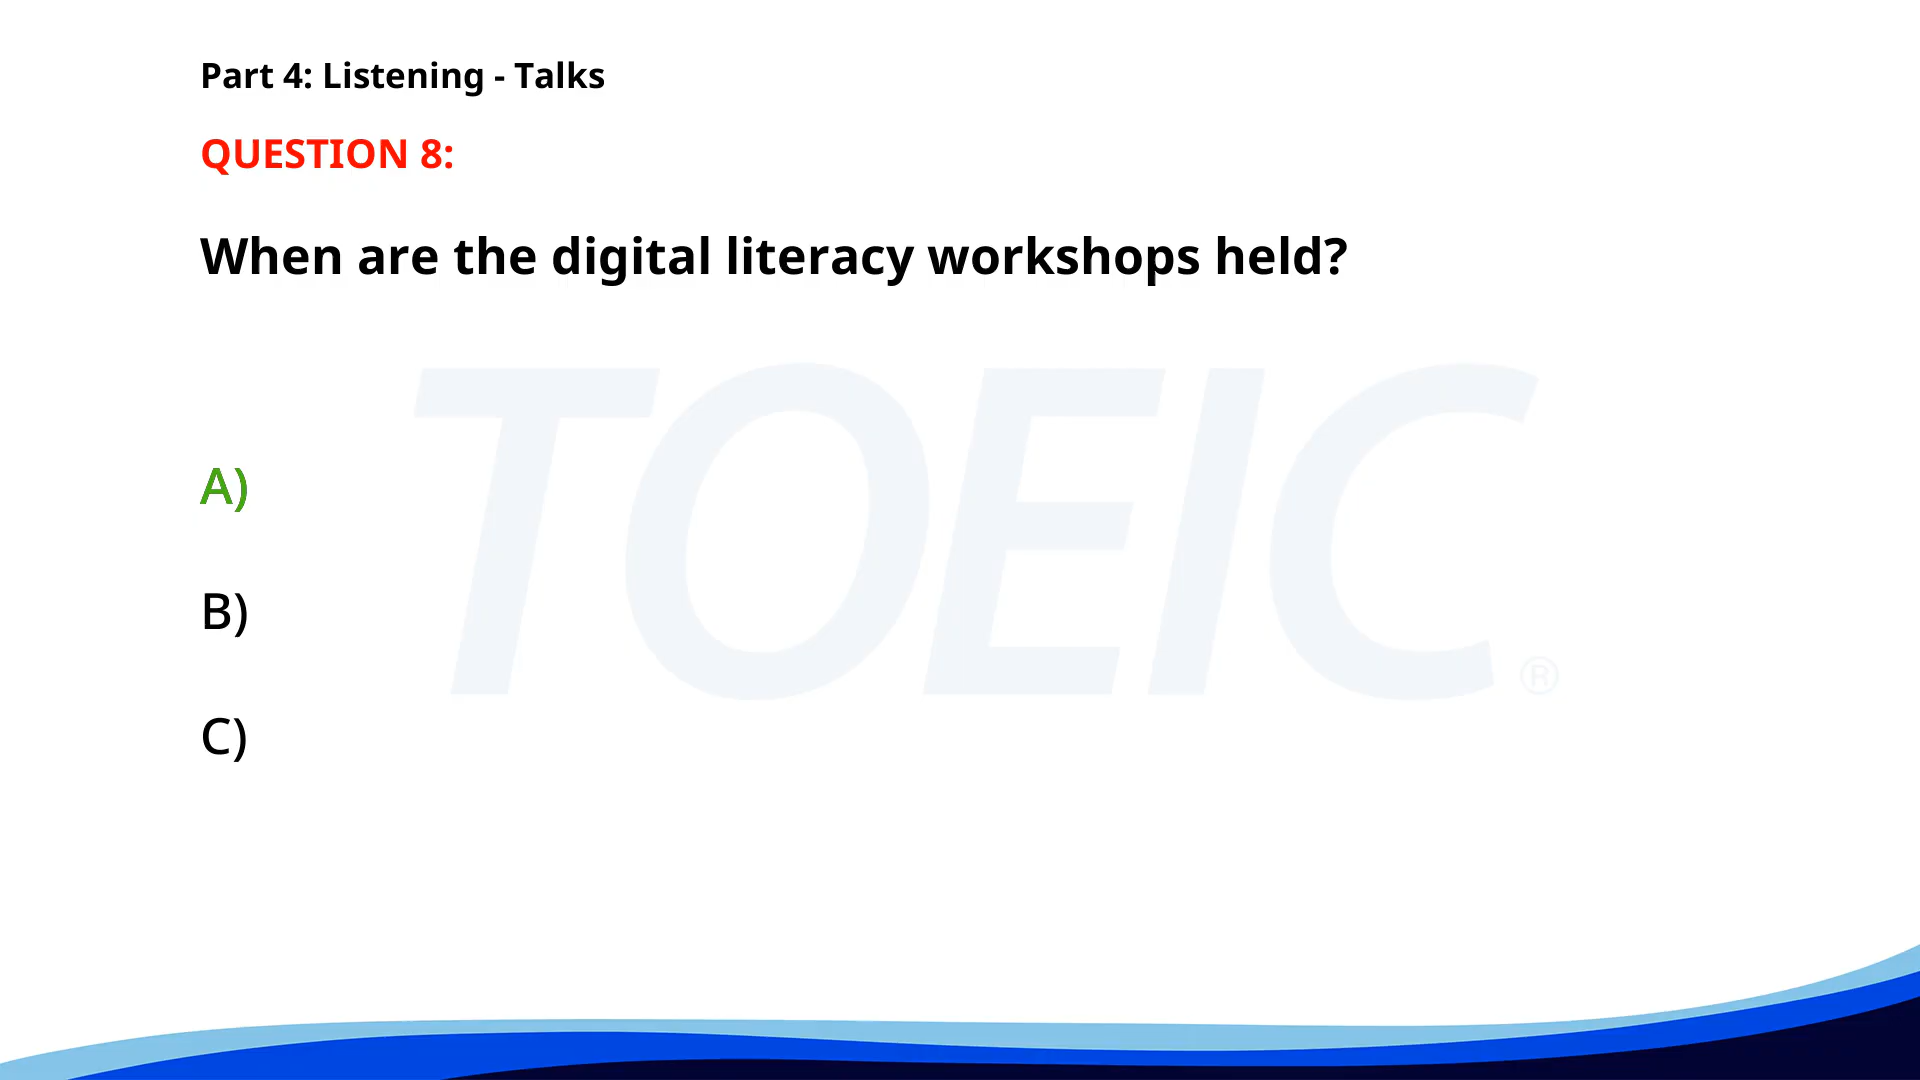 Part 4: Listening - Talks
QUESTION 8:
When are the digital literacy workshops held?
TOEIC®
A)
B)
C)